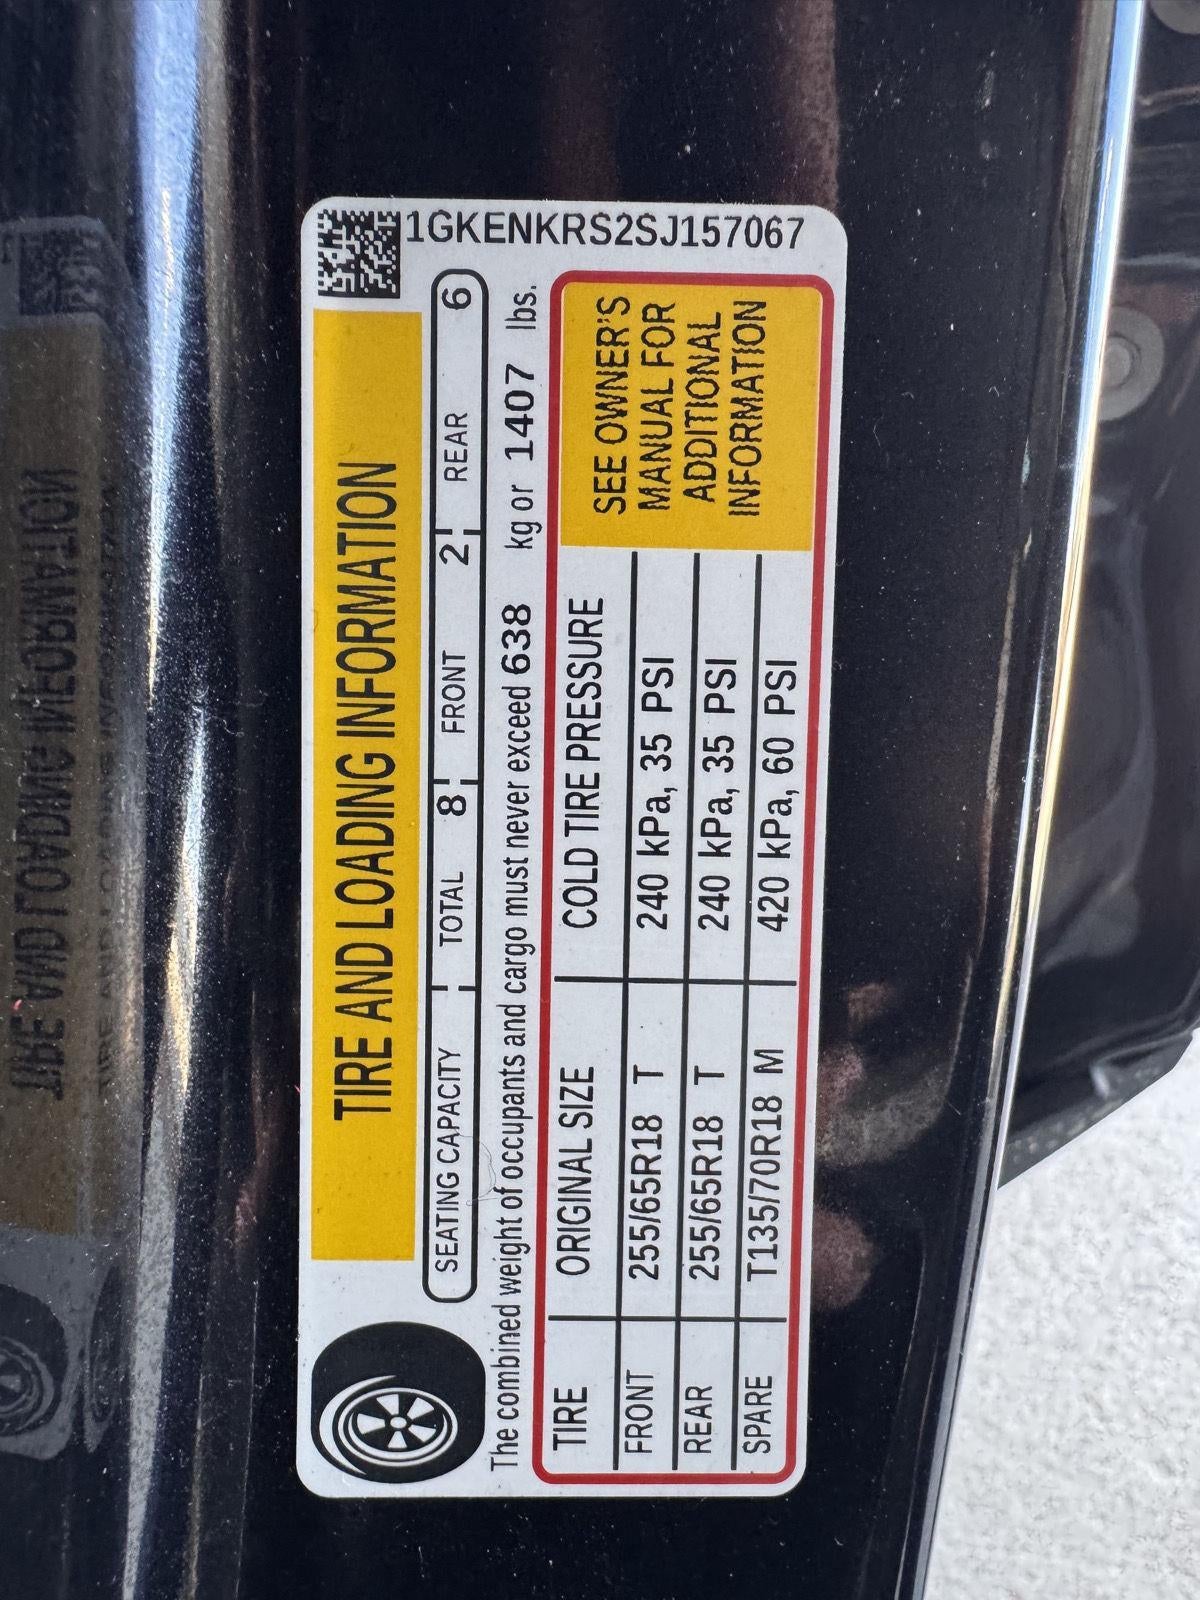 1GKENKRS2SJ157067
TIRE AND LOADING INFORMATION
SEATING CAPACITY TOTAL 8 FRONT 2 REAR 6
The combined weight of occupants and cargo must never exceed 638 kg or 1407 lbs.
TIRE ORIGINAL SIZE COLD TIRE PRESSURE
FRONT 255/65R18 T 240 kPa, 35 PSI
REAR 255/65R18 T 240 kPa, 35 PSI
SPARE T135/70R18 M 420 kPa, 60 PSI
SEE OWNER'S
MANUAL FOR
ADDITIONAL
INFORMATION